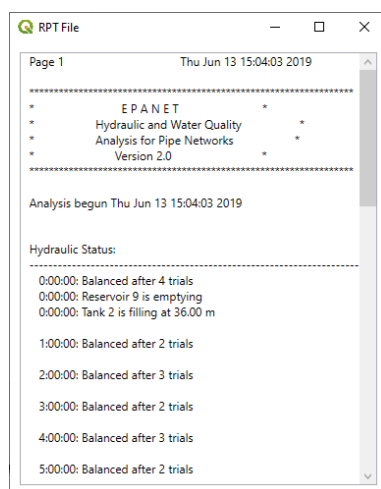 RPT File
Page 1 Thu Jun 13 15:04:03 2019
******************************************************************
* E P A N E T *
* Hydraulic and Water Quality *
* Analysis for Pipe Networks *
* Version 2.0 *
******************************************************************
Analysis begun Thu Jun 13 15:04:03 2019
Hydraulic Status:
-----------------------------------------------------------------------
0:00:00: Balanced after 4 trials
0:00:00: Reservoir 9 is emptying
0:00:00: Tank 2 is filling at 36.00 m
1:00:00: Balanced after 2 trials
2:00:00: Balanced after 3 trials
3:00:00: Balanced after 2 trials
4:00:00: Balanced after 3 trials
5:00:00: Balanced after 2 trials